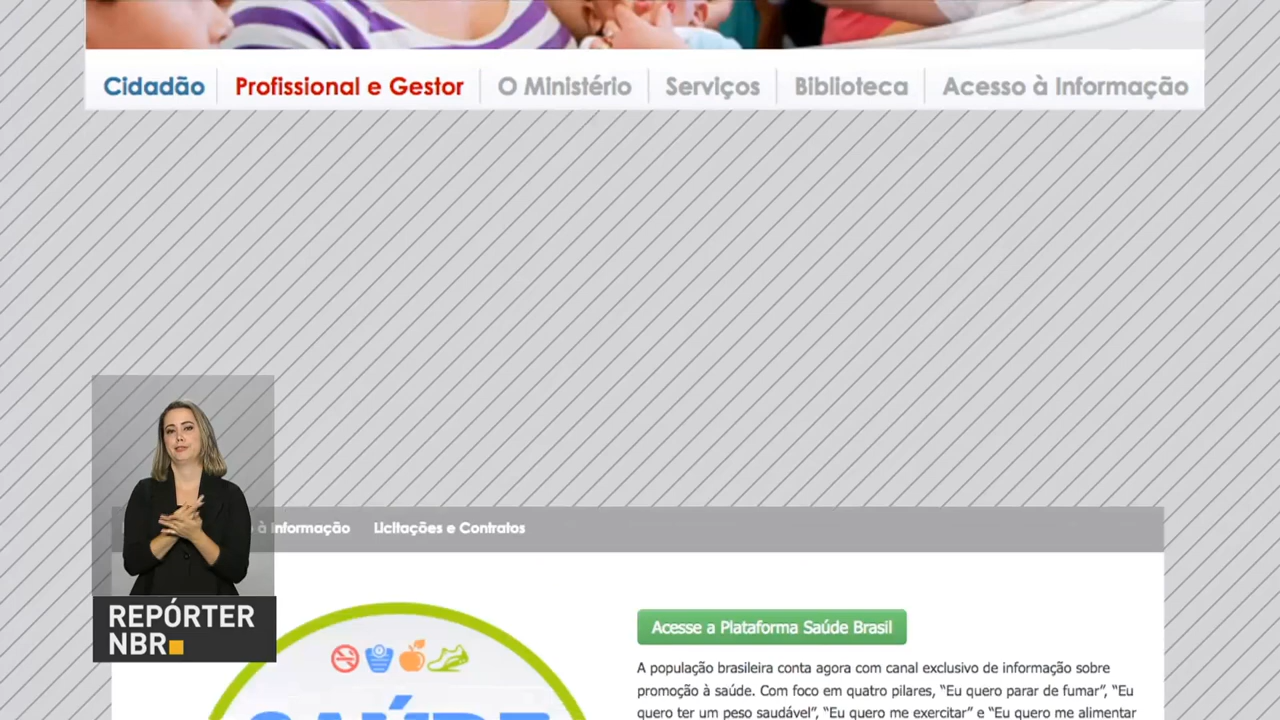 Cidadão Profissional e Gestor O Ministério Serviços Biblioteca Acesso à Informação
à Informação Licitações e Contratos
REPÓRTER
NBR
Acesse a Plataforma Saúde Brasil
A população brasileira conta agora com canal exclusivo de informação sobre
promoção à saúde. Com foco em quatro pilares, “Eu quero parar de fumar”, “Eu
quero ter um peso saudável”, “Eu quero me exercitar” e “Eu quero me alimentar
SAÚDE